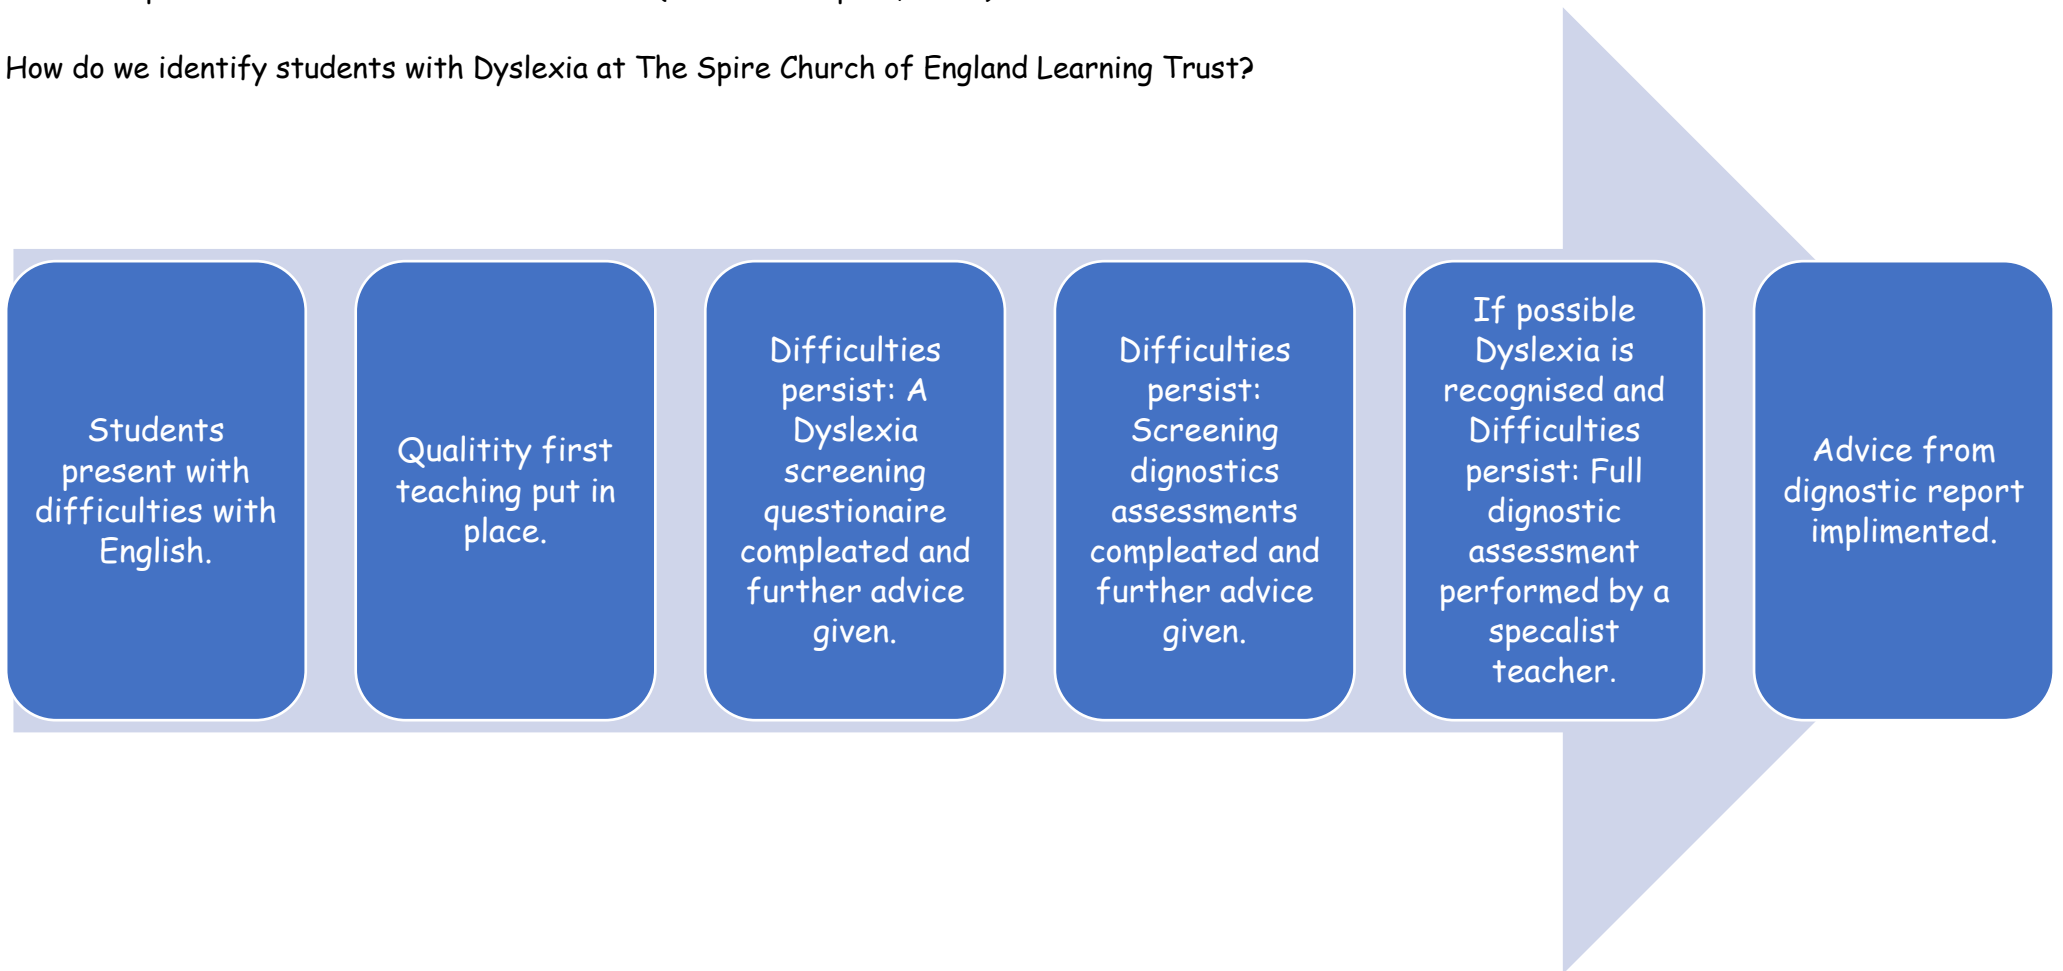 How do we identify students with Dyslexia at The Spire Church of England Learning Trust?
Students
present with
difficulties with
English.
Qualitity first
teaching put in
place.
Difficulties
persist: A
Dyslexia
screening
questionaire
compleated and
further advice
given.
Difficulties
persist:
Screening
dignostics
assessments
compleated and
further advice
given.
If possible
Dyslexia is
recognised and
Difficulties
persist: Full
dignostic
assessment
performed by a
specalist
teacher.
Advice from
dignostic report
implimented.